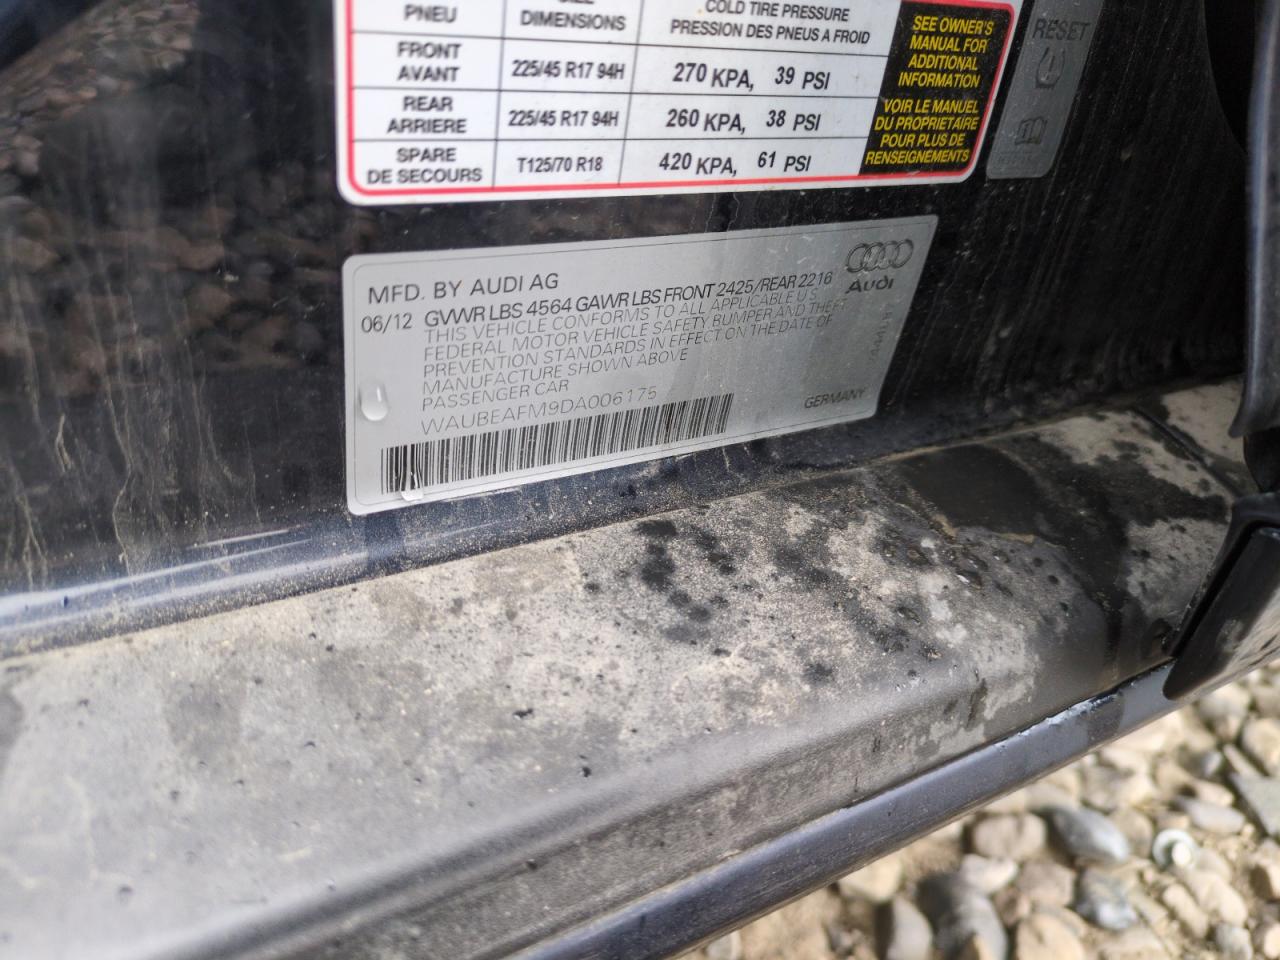 PNEU
DIMENSIONS
COLD TIRE PRESSURE
PRESSION DES PNEUS A FROID
FRONT
AVANT
225/45 R17 94H
270 KPA, 39 PSI
REAR
ARRIERE
225/45 R17 94H
260 KPA, 38 PSI
SPARE
DE SECOURS
T125/70 R18
420 KPA, 61 PSI
SEE OWNER'S
MANUAL FOR
ADDITIONAL
INFORMATION
VOIR LE MANUEL
DU PROPRIETAIRE
POUR PLUS DE
RENSEIGNEMENTS
RESET
MFD. BY AUDI AG
06/12 GVWR LBS 4564 GAWR LBS FRONT 2425/REAR 2216
THIS VEHICLE CONFORMS TO ALL APPLICABLE U.S.
FEDERAL MOTOR VEHICLE SAFETY, BUMPER AND THEFT
PREVENTION STANDARDS IN EFFECT ON THE DATE OF
MANUFACTURE SHOWN ABOVE
PASSENGER CAR
WAUBEAFM9DA006175
Audi
GERMANY